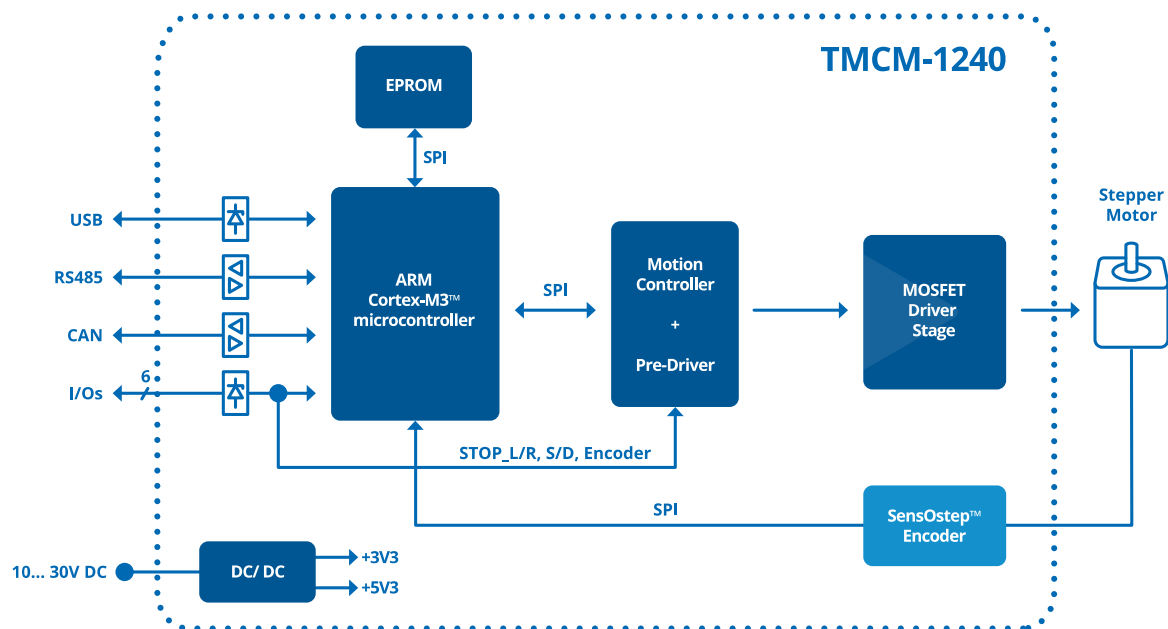 TMCM-1240
EPROM
SPI
USB
RS485
CAN
6
I/Os
ARM
Cortex-M3™
microcontroller
SPI
Motion
Controller
+
Pre-Driver
MOSFET
Driver
Stage
Stepper
Motor
STOP_L/R, S/D, Encoder
SPI
SensOstep™
Encoder
10... 30V DC
DC/ DC
+3V3
+5V3